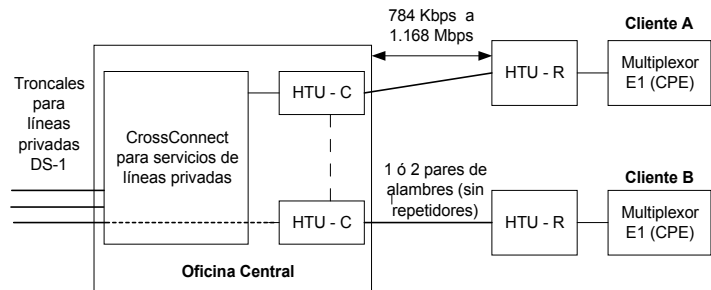 Troncales
para
líneas
privadas
DS-1
CrossConnect
para servicios de
líneas privadas
HTU - C
HTU - C
Oficina Central
784 Kbps a
1.168 Mbps
1 ó 2 pares de
alambres (sin
repetidores)
HTU - R
HTU - R
Cliente A
Multiplexor
E1 (CPE)
Cliente B
Multiplexor
E1 (CPE)